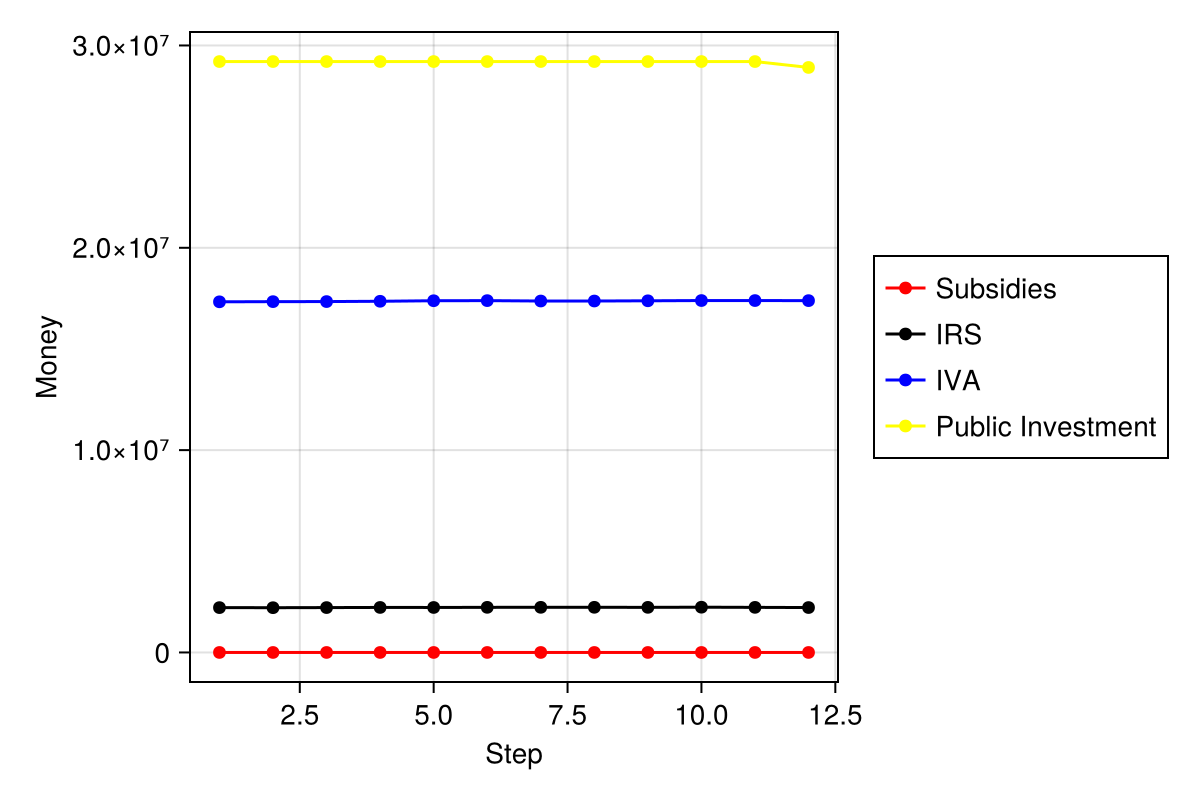 3.0×10⁷
2.0×10⁷
1.0×10⁷
0
Money
2.5
5.0
7.5
10.0
12.5
Step
Subsidies
IRS
IVA
Public Investment